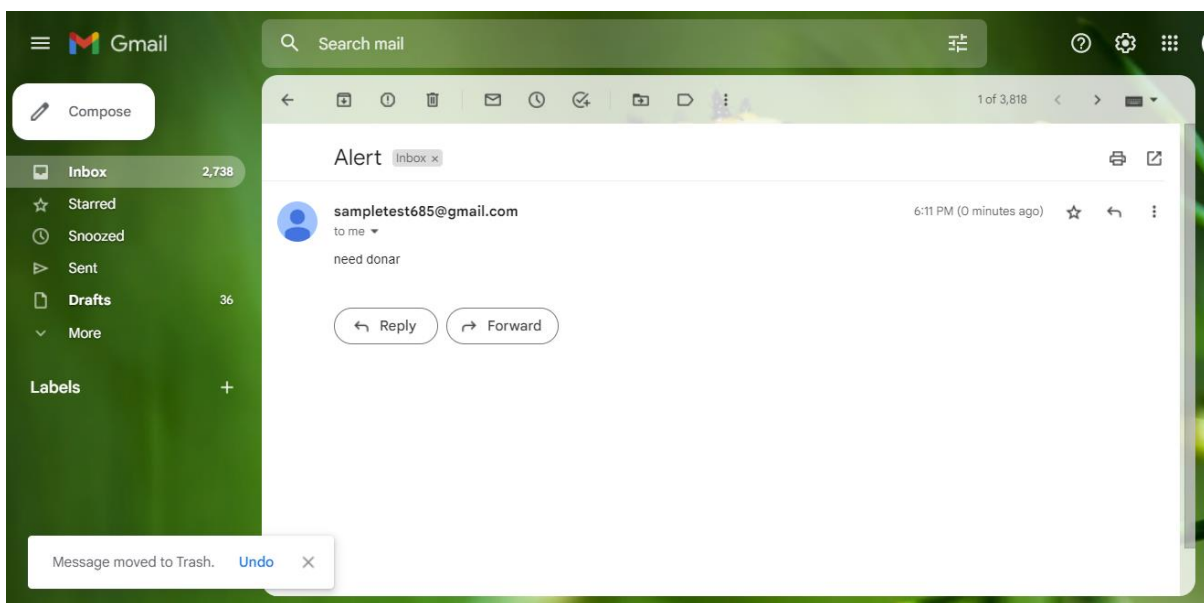 Gmail
Search mail
Compose
1 of 3,818
Inbox 2,738
Starred
Snoozed
Sent
Drafts 36
More
Labels +
Alert Inbox ×
sampletest685@gmail.com 6:11 PM (0 minutes ago)
to me
need donar
Reply Forward
Message moved to Trash. Undo